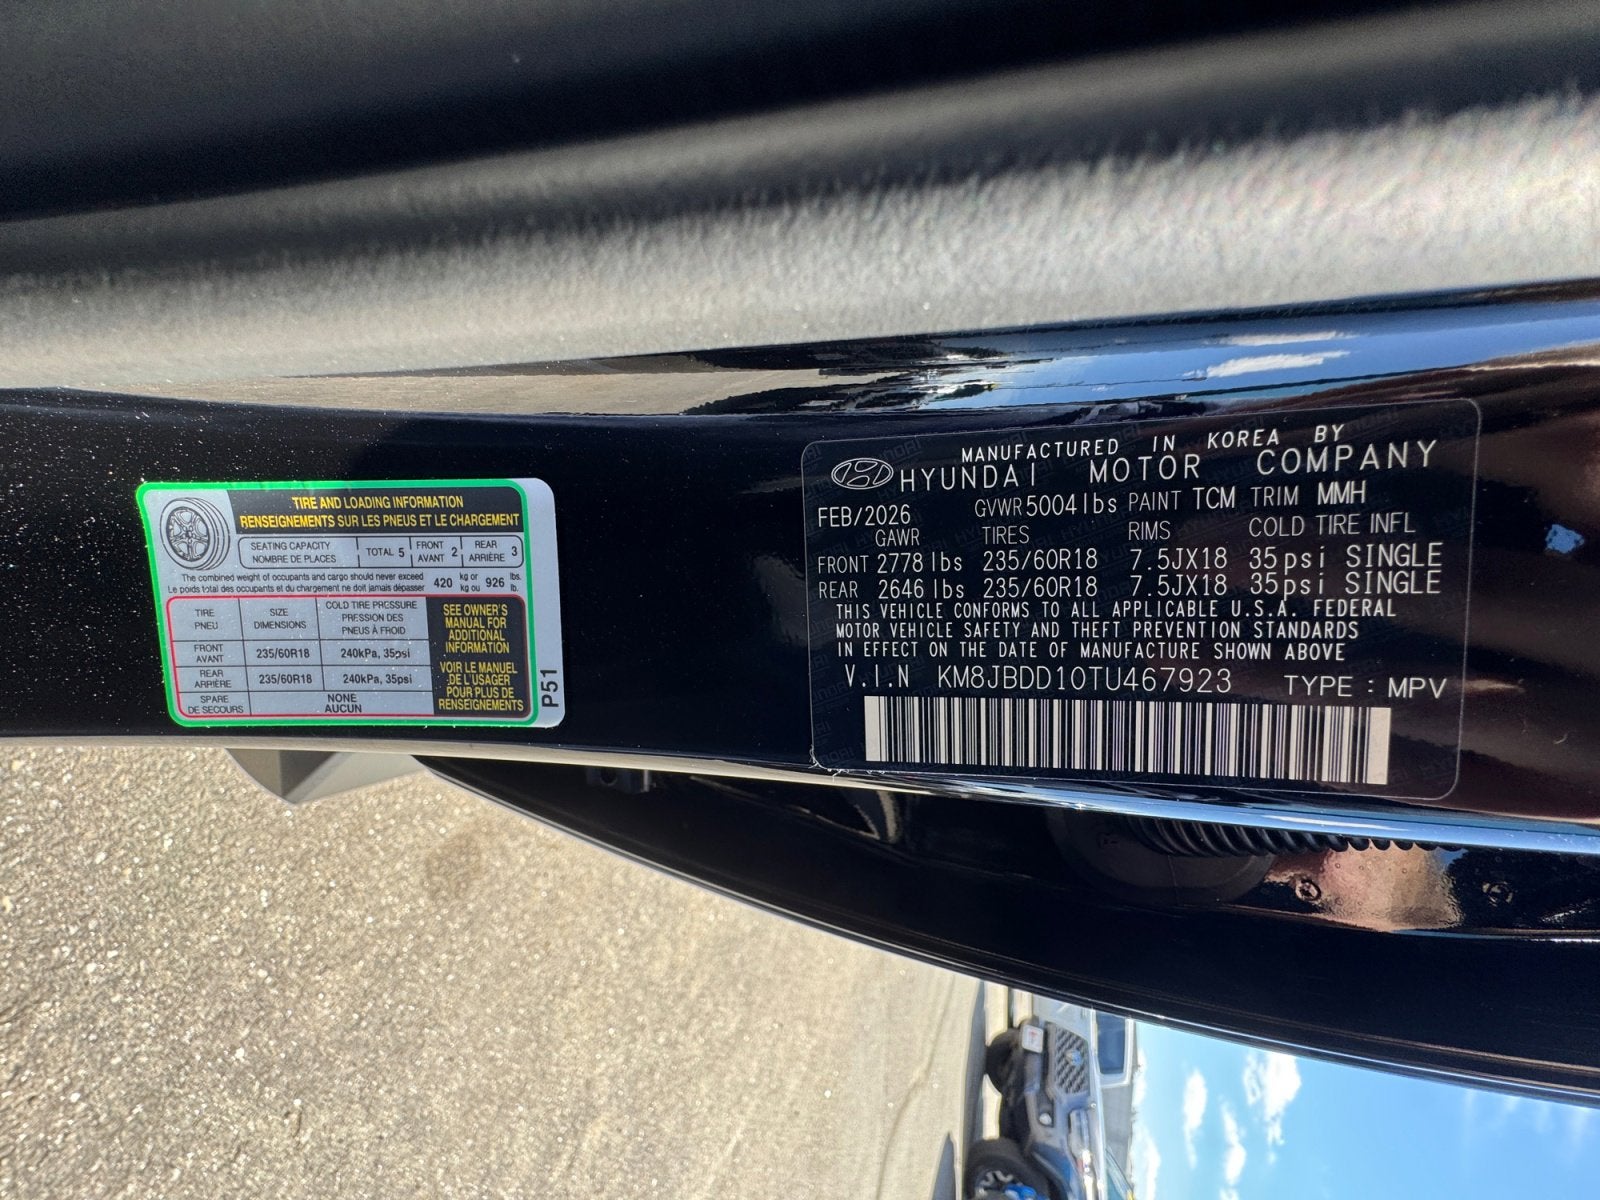 TIRE AND LOADING INFORMATION
RENSEIGNEMENTS SUR LES PNEUS ET LE CHARGEMENT
SEATING CAPACITY
NOMBRE DE PLACES
TOTAL 5
FRONT
AVANT
2
REAR
ARRIÈRE
3
The combined weight of occupants and cargo should never exceed
Le poids total des occupants et du chargement ne doit jamais dépasser
420
kg or
kg ou
926
lbs.
lb.
TIRE
PNEU
SIZE
DIMENSIONS
COLD TIRE PRESSURE
PRESSION DES
PNEUS À FROID
FRONT
AVANT
235/60R18
240kPa, 35psi
REAR
ARRIÈRE
235/60R18
240kPa, 35psi
SPARE
DE SECOURS
NONE
AUCUN
SEE OWNER'S
MANUAL FOR
ADDITIONAL
INFORMATION
VOIR LE MANUEL
DE L'USAGER
POUR PLUS DE
RENSEIGNEMENTS
P51
MANUFACTURED IN KOREA BY
HYUNDAI MOTOR COMPANY
FEB/2026 GVWR 5004 lbs PAINT TCM TRIM MMH
GAWR TIRES RIMS COLD TIRE INFL
FRONT 2778 lbs 235/60R18 7.5JX18 35psi SINGLE
REAR 2646 lbs 235/60R18 7.5JX18 35psi SINGLE
THIS VEHICLE CONFORMS TO ALL APPLICABLE U.S.A. FEDERAL
MOTOR VEHICLE SAFETY AND THEFT PREVENTION STANDARDS
IN EFFECT ON THE DATE OF MANUFACTURE SHOWN ABOVE
V.I.N KM8JBDD10TU467923 TYPE : MPV